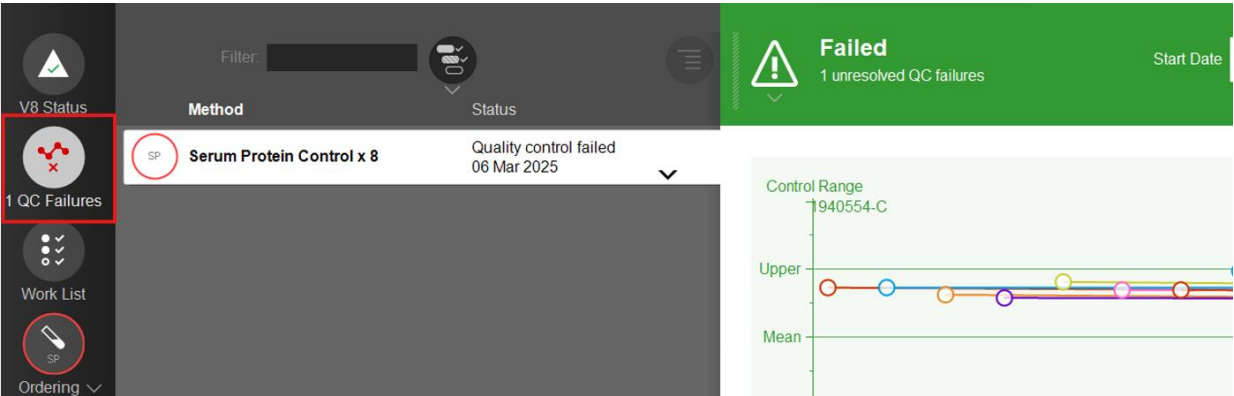 V8 Status
1 QC Failures
Work List
SP
Ordering
Filter:
Method Status
SP Serum Protein Control x 8 Quality control failed
06 Mar 2025
Failed
1 unresolved QC failures
Start Date
Control Range
1940554-C
Upper
Mean